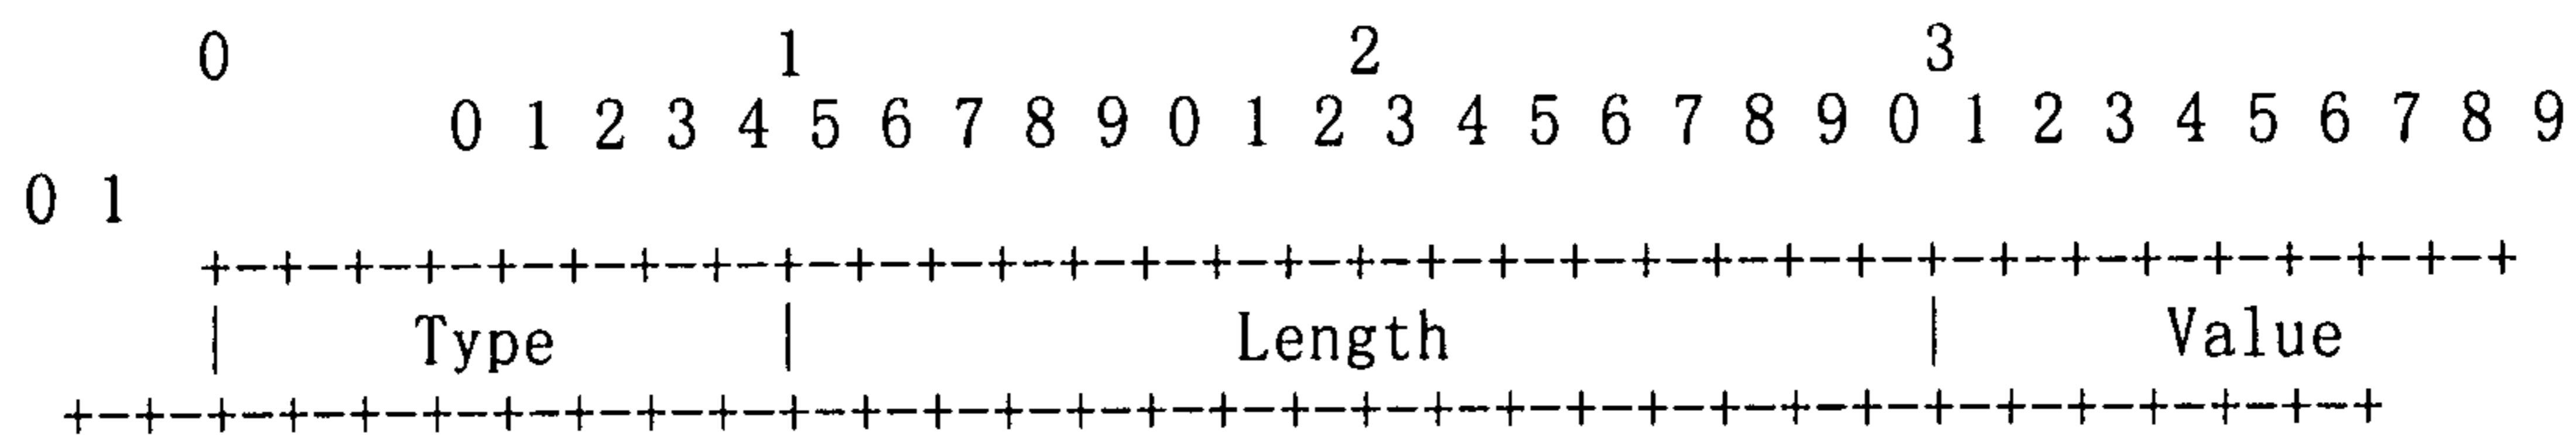 0 1 2 3
0 1 2 3 4 5 6 7 8 9 0 1 2 3 4 5 6 7 8 9 0 1 2 3 4 5 6 7 8 9
0 1
+-+-+-+-+-+-+-+-+-+-+-+-+-+-+-+-+-+-+-+-+-+-+-+-+-+-+-+-+-+-+-+-+
| Type | Length | Value
+-+-+-+-+-+-+-+-+-+-+-+-+-+-+-+-+-+-+-+-+-+-+-+-+-+-+-+-+-+-+-+-+